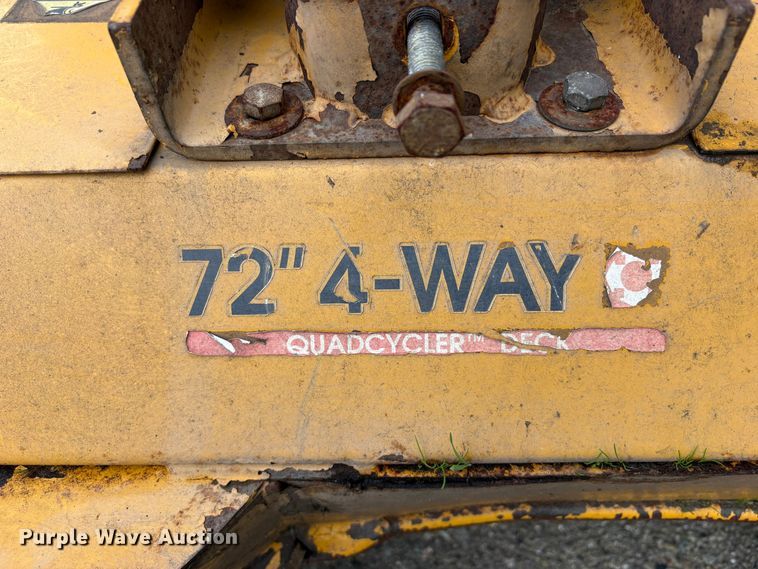 72" 4-WAY
QUADCYCLER™ DECK
Purple Wave Auction